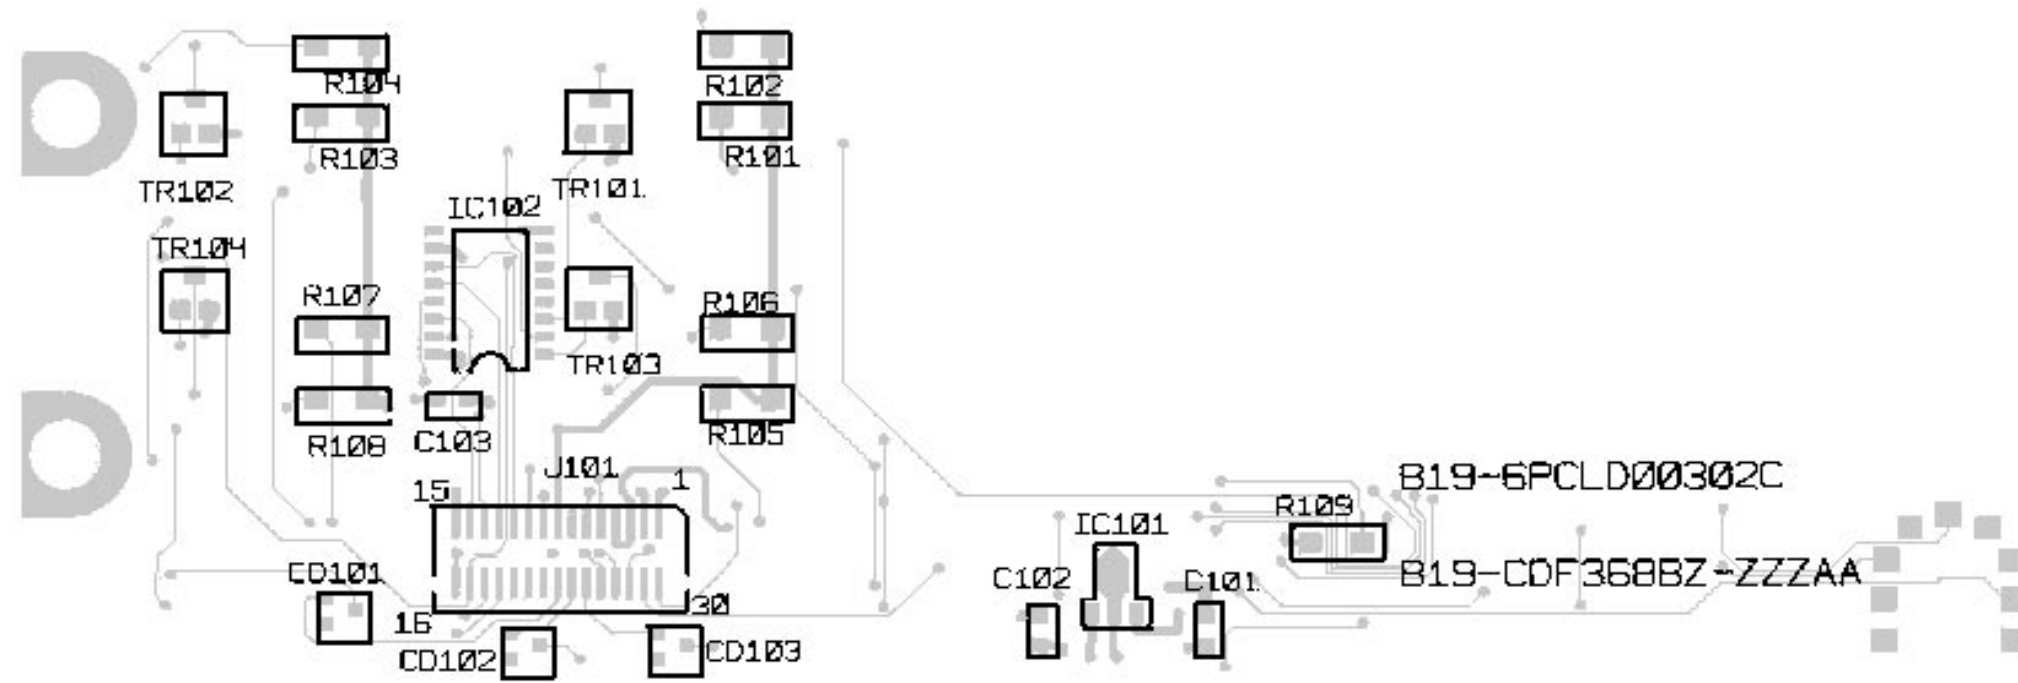 R104
R102
R103
R101
TR102
TR101
IC102
TR104
R107
R106
TR103
R108
C103
R105
J101
15
1
B19-6PCLD00302C
R109
IC101
CD101
C102
C101
B19-CDF368BZ-ZZZAA
16
30
CD102
CD103